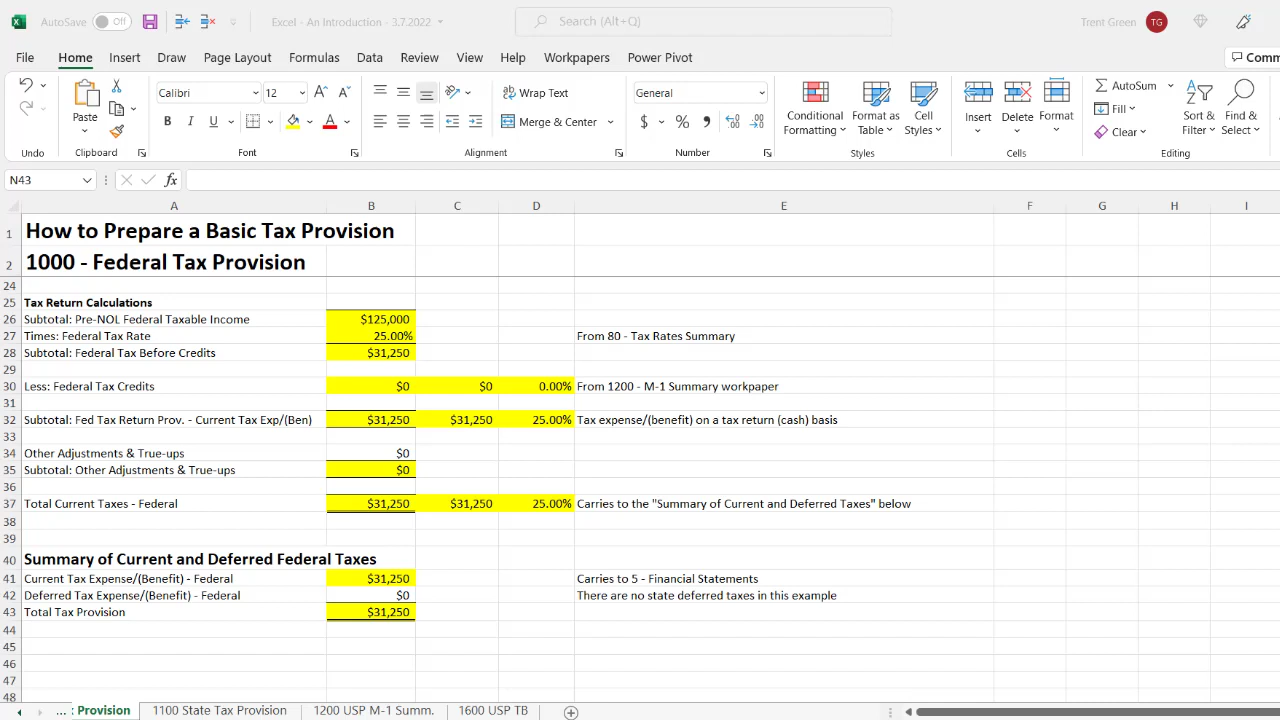 AutoSave Off Excel - An Introduction - 3.7.2022 Search (Alt+Q) Trent Green TG
File Home Insert Draw Page Layout Formulas Data Review View Help Workpapers Power Pivot Comm
Calibri 12 Wrap Text General AutoSum
Paste Conditional Format as Cell Insert Delete Format Fill Sort & Find &
B I U Merge & Center $ % Formatting Table Styles Clear Filter Select
Undo Clipboard Font Alignment Number Styles Cells Editing
N43 fx
A B C D E F G H I
1 How to Prepare a Basic Tax Provision
2 1000 - Federal Tax Provision
24
25 Tax Return Calculations
26 Subtotal: Pre-NOL Federal Taxable Income $125,000
27 Times: Federal Tax Rate 25.00% From 80 - Tax Rates Summary
28 Subtotal: Federal Tax Before Credits $31,250
29
30 Less: Federal Tax Credits $0 $0 0.00% From 1200 - M-1 Summary workpaper
31
32 Subtotal: Fed Tax Return Prov. - Current Tax Exp/(Ben) $31,250 $31,250 25.00% Tax expense/(benefit) on a tax return (cash) basis
33
34 Other Adjustments & True-ups $0
35 Subtotal: Other Adjustments & True-ups $0
36
37 Total Current Taxes - Federal $31,250 $31,250 25.00% Carries to the "Summary of Current and Deferred Taxes" below
38
39
40 Summary of Current and Deferred Federal Taxes
41 Current Tax Expense/(Benefit) - Federal $31,250 Carries to 5 - Financial Statements
42 Deferred Tax Expense/(Benefit) - Federal $0 There are no state deferred taxes in this example
43 Total Tax Provision $31,250
44
45
46
47
48
... : Provision 1100 State Tax Provision 1200 USP M-1 Summ. 1600 USP TB